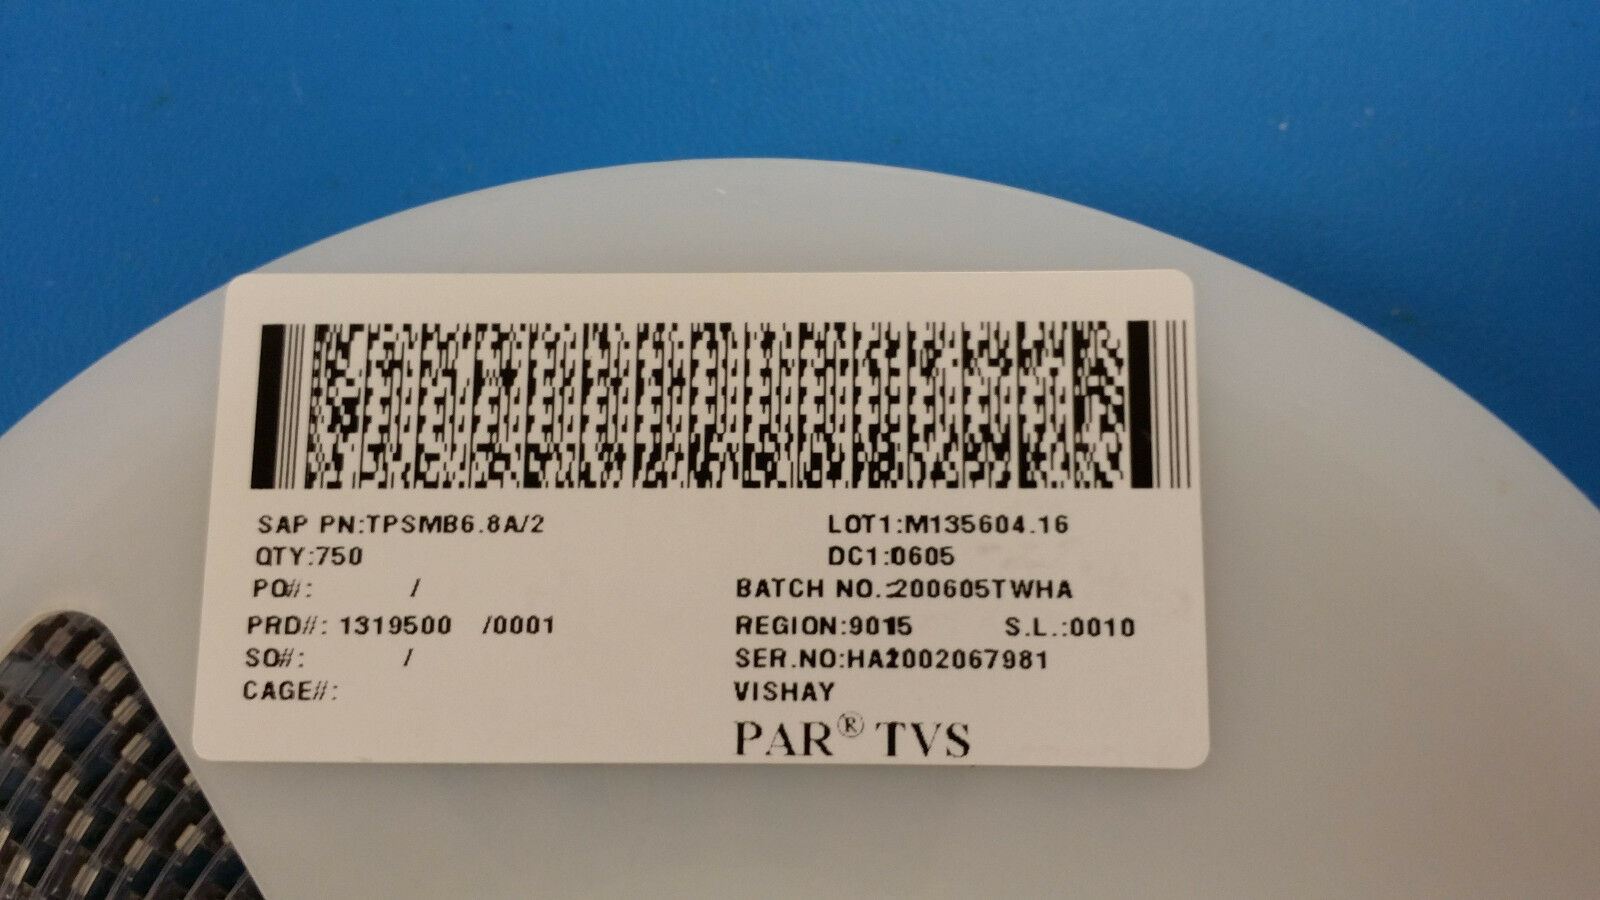 SAP PN:TPSMB6.8A/2 LOT1:M135604.16
QTY:750 DC1:0605
PO#: / BATCH NO.:200605TWHA
PRD#: 1319500 /0001 REGION:9015 S.L.:0010
SO#: / SER.NO:HA2002067981
CAGE#: VISHAY
PAR® TVS